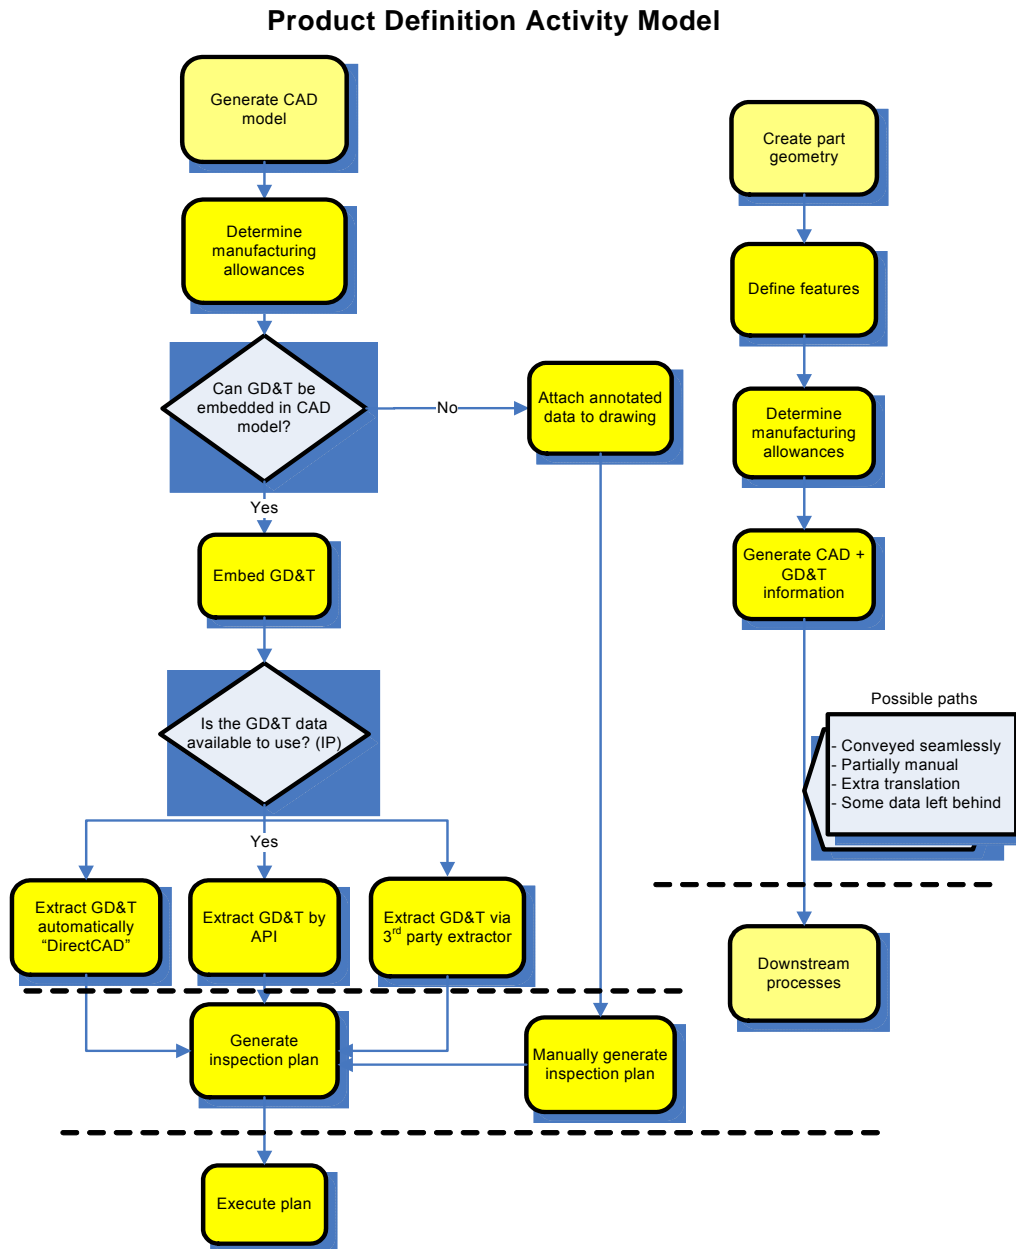 Product Definition Activity Model
Generate CAD
model
Determine
manufacturing
allowances
Can GD&T be
embedded in CAD
model?
No
Attach annotated
data to drawing
Yes
Embed GD&T
Is the GD&T data
available to use? (IP)
Yes
Extract GD&T
automatically
“DirectCAD”
Extract GD&T by
API
Extract GD&T via
3rd party extractor
Generate
inspection plan
Manually generate
inspection plan
Execute plan
Create part
geometry
Define features
Determine
manufacturing
allowances
Generate CAD +
GD&T
information
Possible paths
- Conveyed seamlessly
- Partially manual
- Extra translation
- Some data left behind
Downstream
processes